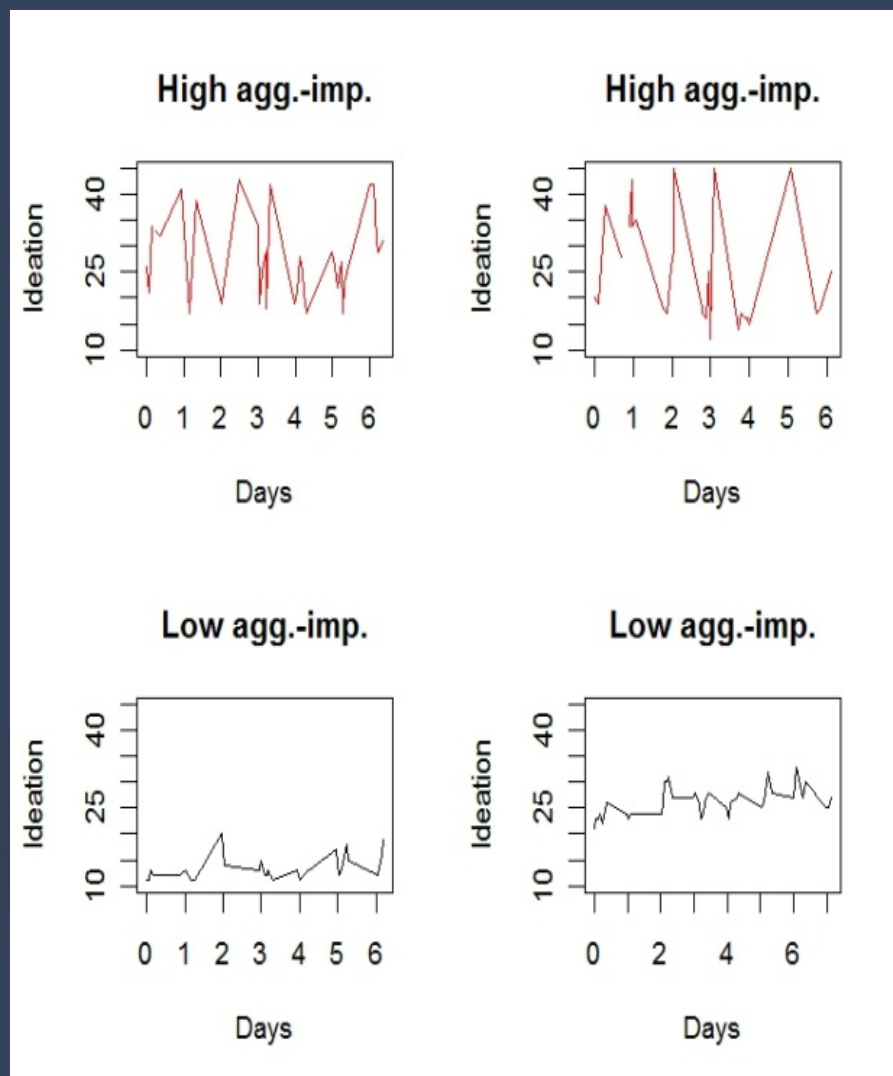 High agg.-imp.
Ideation
40
25
10
0 1 2 3 4 5 6
Days
High agg.-imp.
Ideation
40
25
10
0 1 2 3 4 5 6
Days
Low agg.-imp.
Ideation
40
25
10
0 1 2 3 4 5 6
Days
Low agg.-imp.
Ideation
40
25
10
0 2 4 6
Days